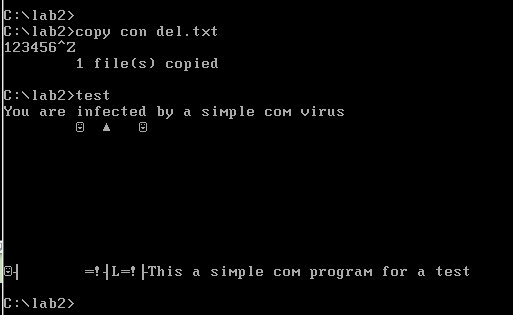 C:\lab2>
C:\lab2>copy con del.txt
123456^Z
1 file(s) copied
C:\lab2>test
You are infected by a simple com virus
☺ ▲ ☺
☺┤ =!┤L=!├This a simple com program for a test
C:\lab2>